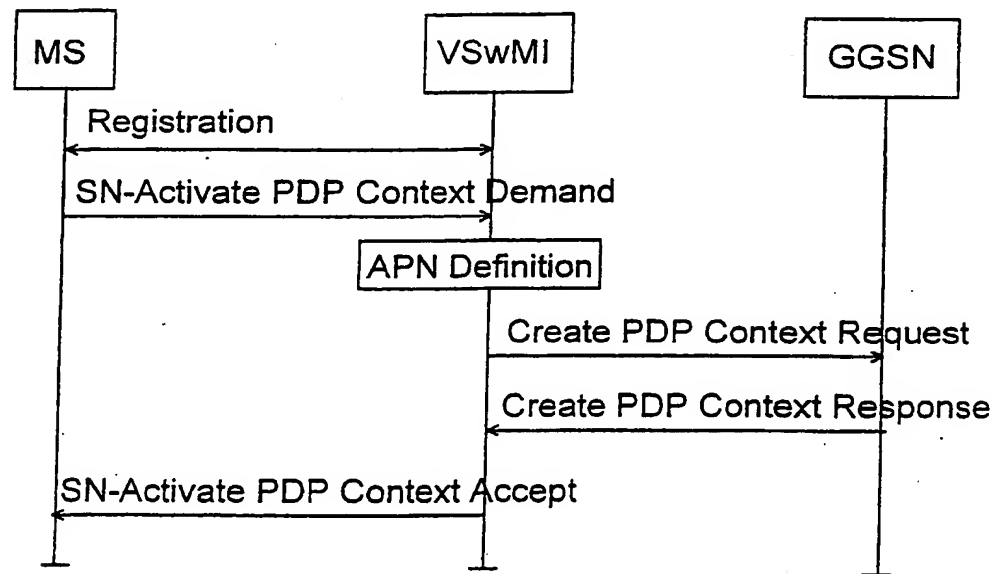 MS
VSwMI
GGSN
Registration
SN-Activate PDP Context Demand
APN Definition
Create PDP Context Request
Create PDP Context Response
SN-Activate PDP Context Accept